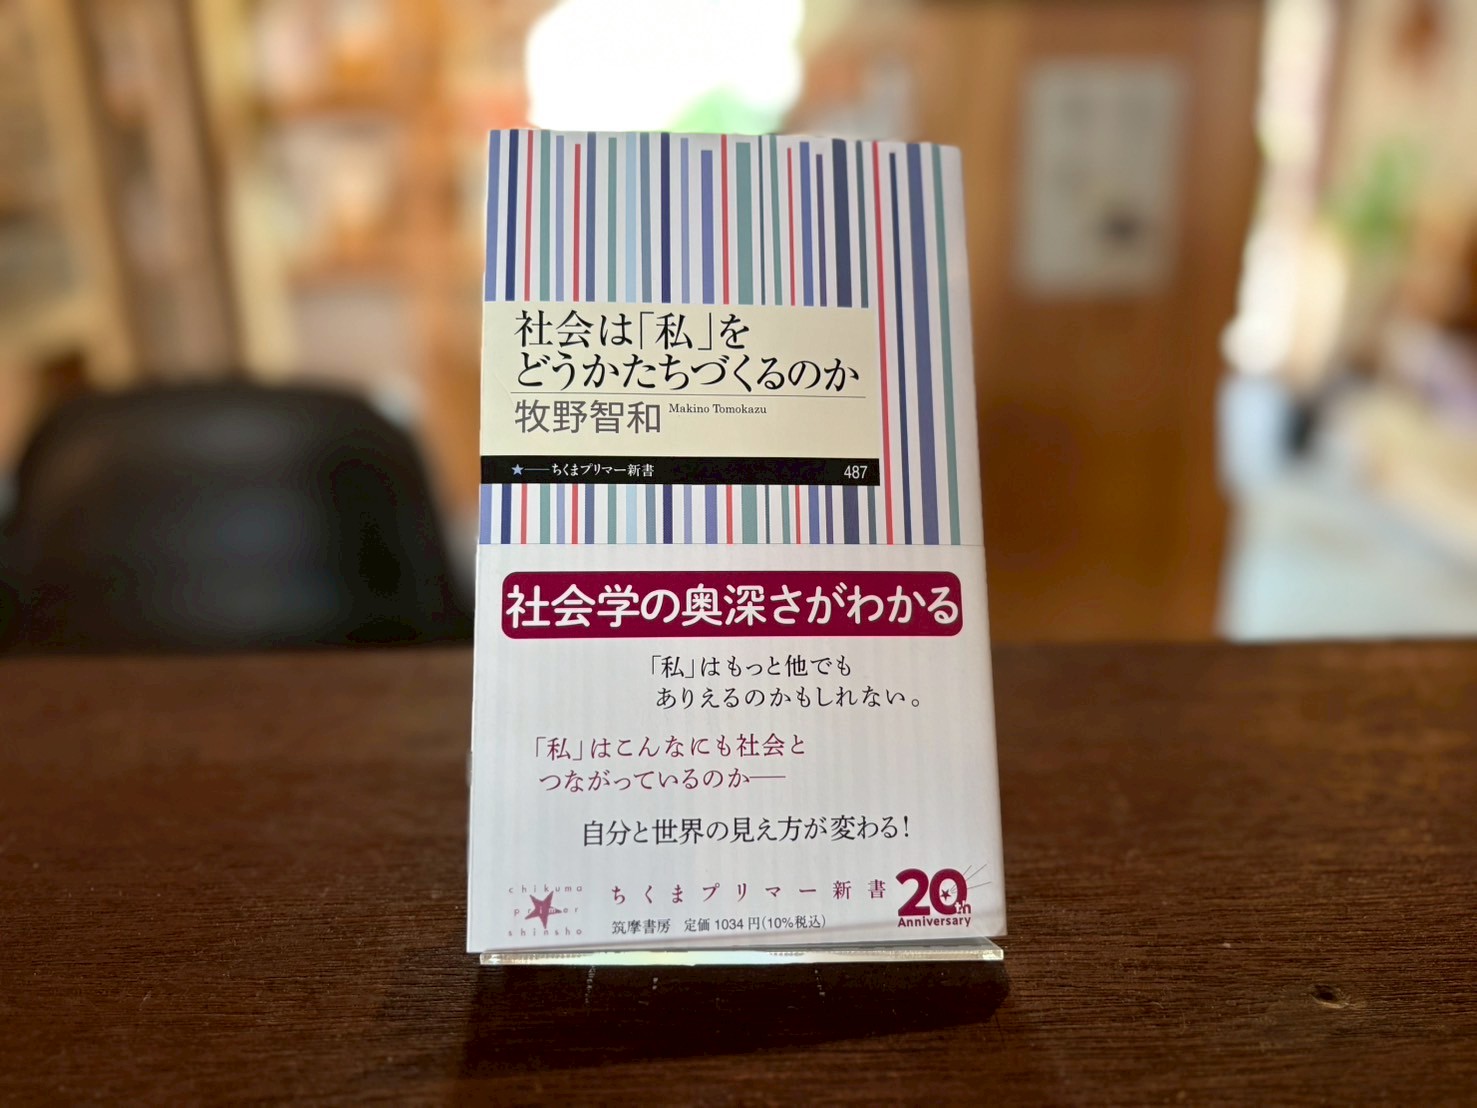 社会は「私」を
どうかたちづくるのか
牧野智和 Makino Tomokazu
★──ちくまプリマー新書 487
社会学の奥深さがわかる
「私」はもっと他でも
ありえるのかもしれない。
「私」はこんなにも社会と
つながっているのか──
自分と世界の見え方が変わる!
chikuma
primer
shinsho
ちくまプリマー新書
筑摩書房 定価1034円(10%税込)
20th
Anniversary